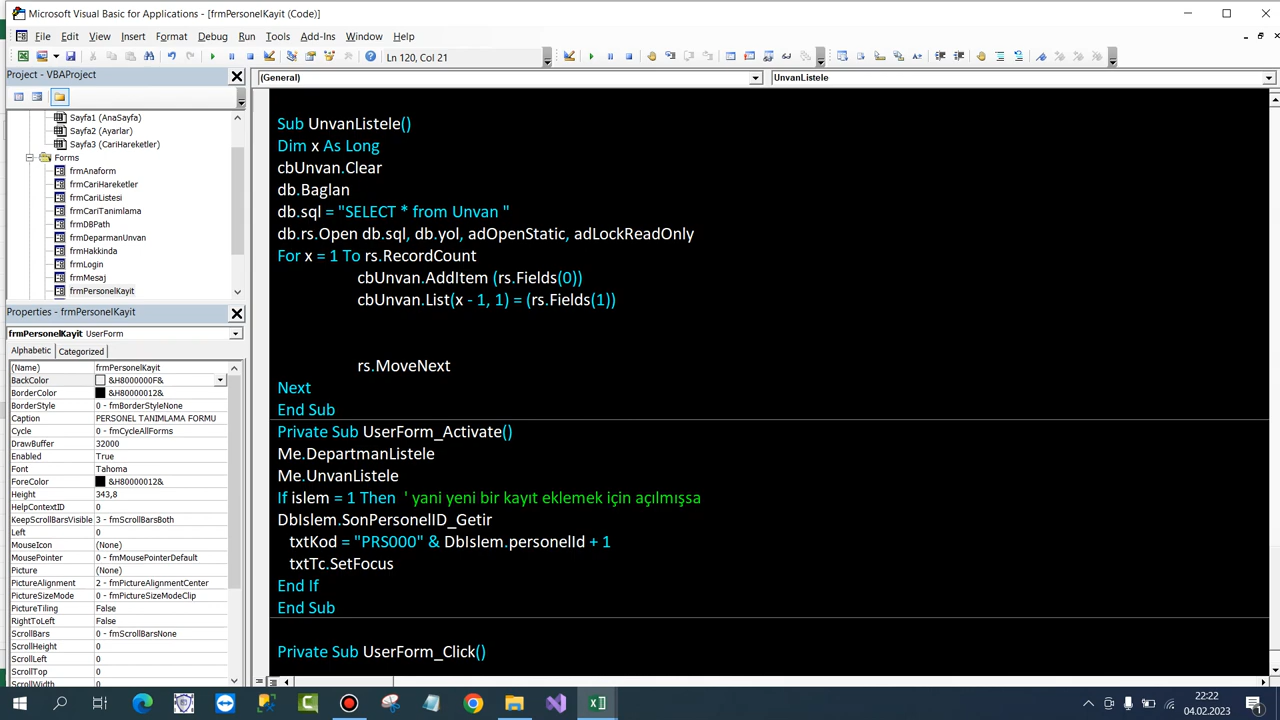 Microsoft Visual Basic for Applications - [frmPersonelKayit (Code)]
File Edit View Insert Format Debug Run Tools Add-Ins Window Help
Ln 120, Col 21
Project - VBAProject
(General)
UnvanListele
Sayfa1 (AnaSayfa)
Sayfa2 (Ayarlar)
Sayfa3 (CariHareketler)
Forms
frmAnaform
frmCariHareketler
frmCariListesi
frmCariTanimlama
frmDBPath
frmDeparmanUnvan
frmHakkinda
frmLogin
frmMesaj
frmPersonelKayit
Properties - frmPersonelKayit
frmPersonelKayit UserForm
Alphabetic Categorized
(Name) frmPersonelKayit
BackColor &H8000000F&
BorderColor &H80000012&
BorderStyle 0 - fmBorderStyleNone
Caption PERSONEL TANIMLAMA FORMU
Cycle 0 - fmCycleAllForms
DrawBuffer 32000
Enabled True
Font Tahoma
ForeColor &H80000012&
Height 343,8
HelpContextID 0
KeepScrollBarsVisible 3 - fmScrollBarsBoth
Left 0
MouseIcon (None)
MousePointer 0 - fmMousePointerDefault
Picture (None)
PictureAlignment 2 - fmPictureAlignmentCenter
PictureSizeMode 0 - fmPictureSizeModeClip
PictureTiling False
RightToLeft False
ScrollBars 0 - fmScrollBarsNone
ScrollHeight 0
ScrollLeft 0
ScrollTop 0
ScrollWidth 0
Sub UnvanListele()
Dim x As Long
cbUnvan.Clear
db.Baglan
db.sql = "SELECT * from Unvan "
db.rs.Open db.sql, db.yol, adOpenStatic, adLockReadOnly
For x = 1 To rs.RecordCount
cbUnvan.AddItem (rs.Fields(0))
cbUnvan.List(x - 1, 1) = (rs.Fields(1))
rs.MoveNext
Next
End Sub
Private Sub UserForm_Activate()
Me.DepartmanListele
Me.UnvanListele
If islem = 1 Then ' yani yeni bir kayıt eklemek için açılmışsa
DbIslem.SonPersonelID_Getir
txtKod = "PRS000" & DbIslem.personelId + 1
txtTc.SetFocus
End If
End Sub
Private Sub UserForm_Click()
22:22
04.02.2023